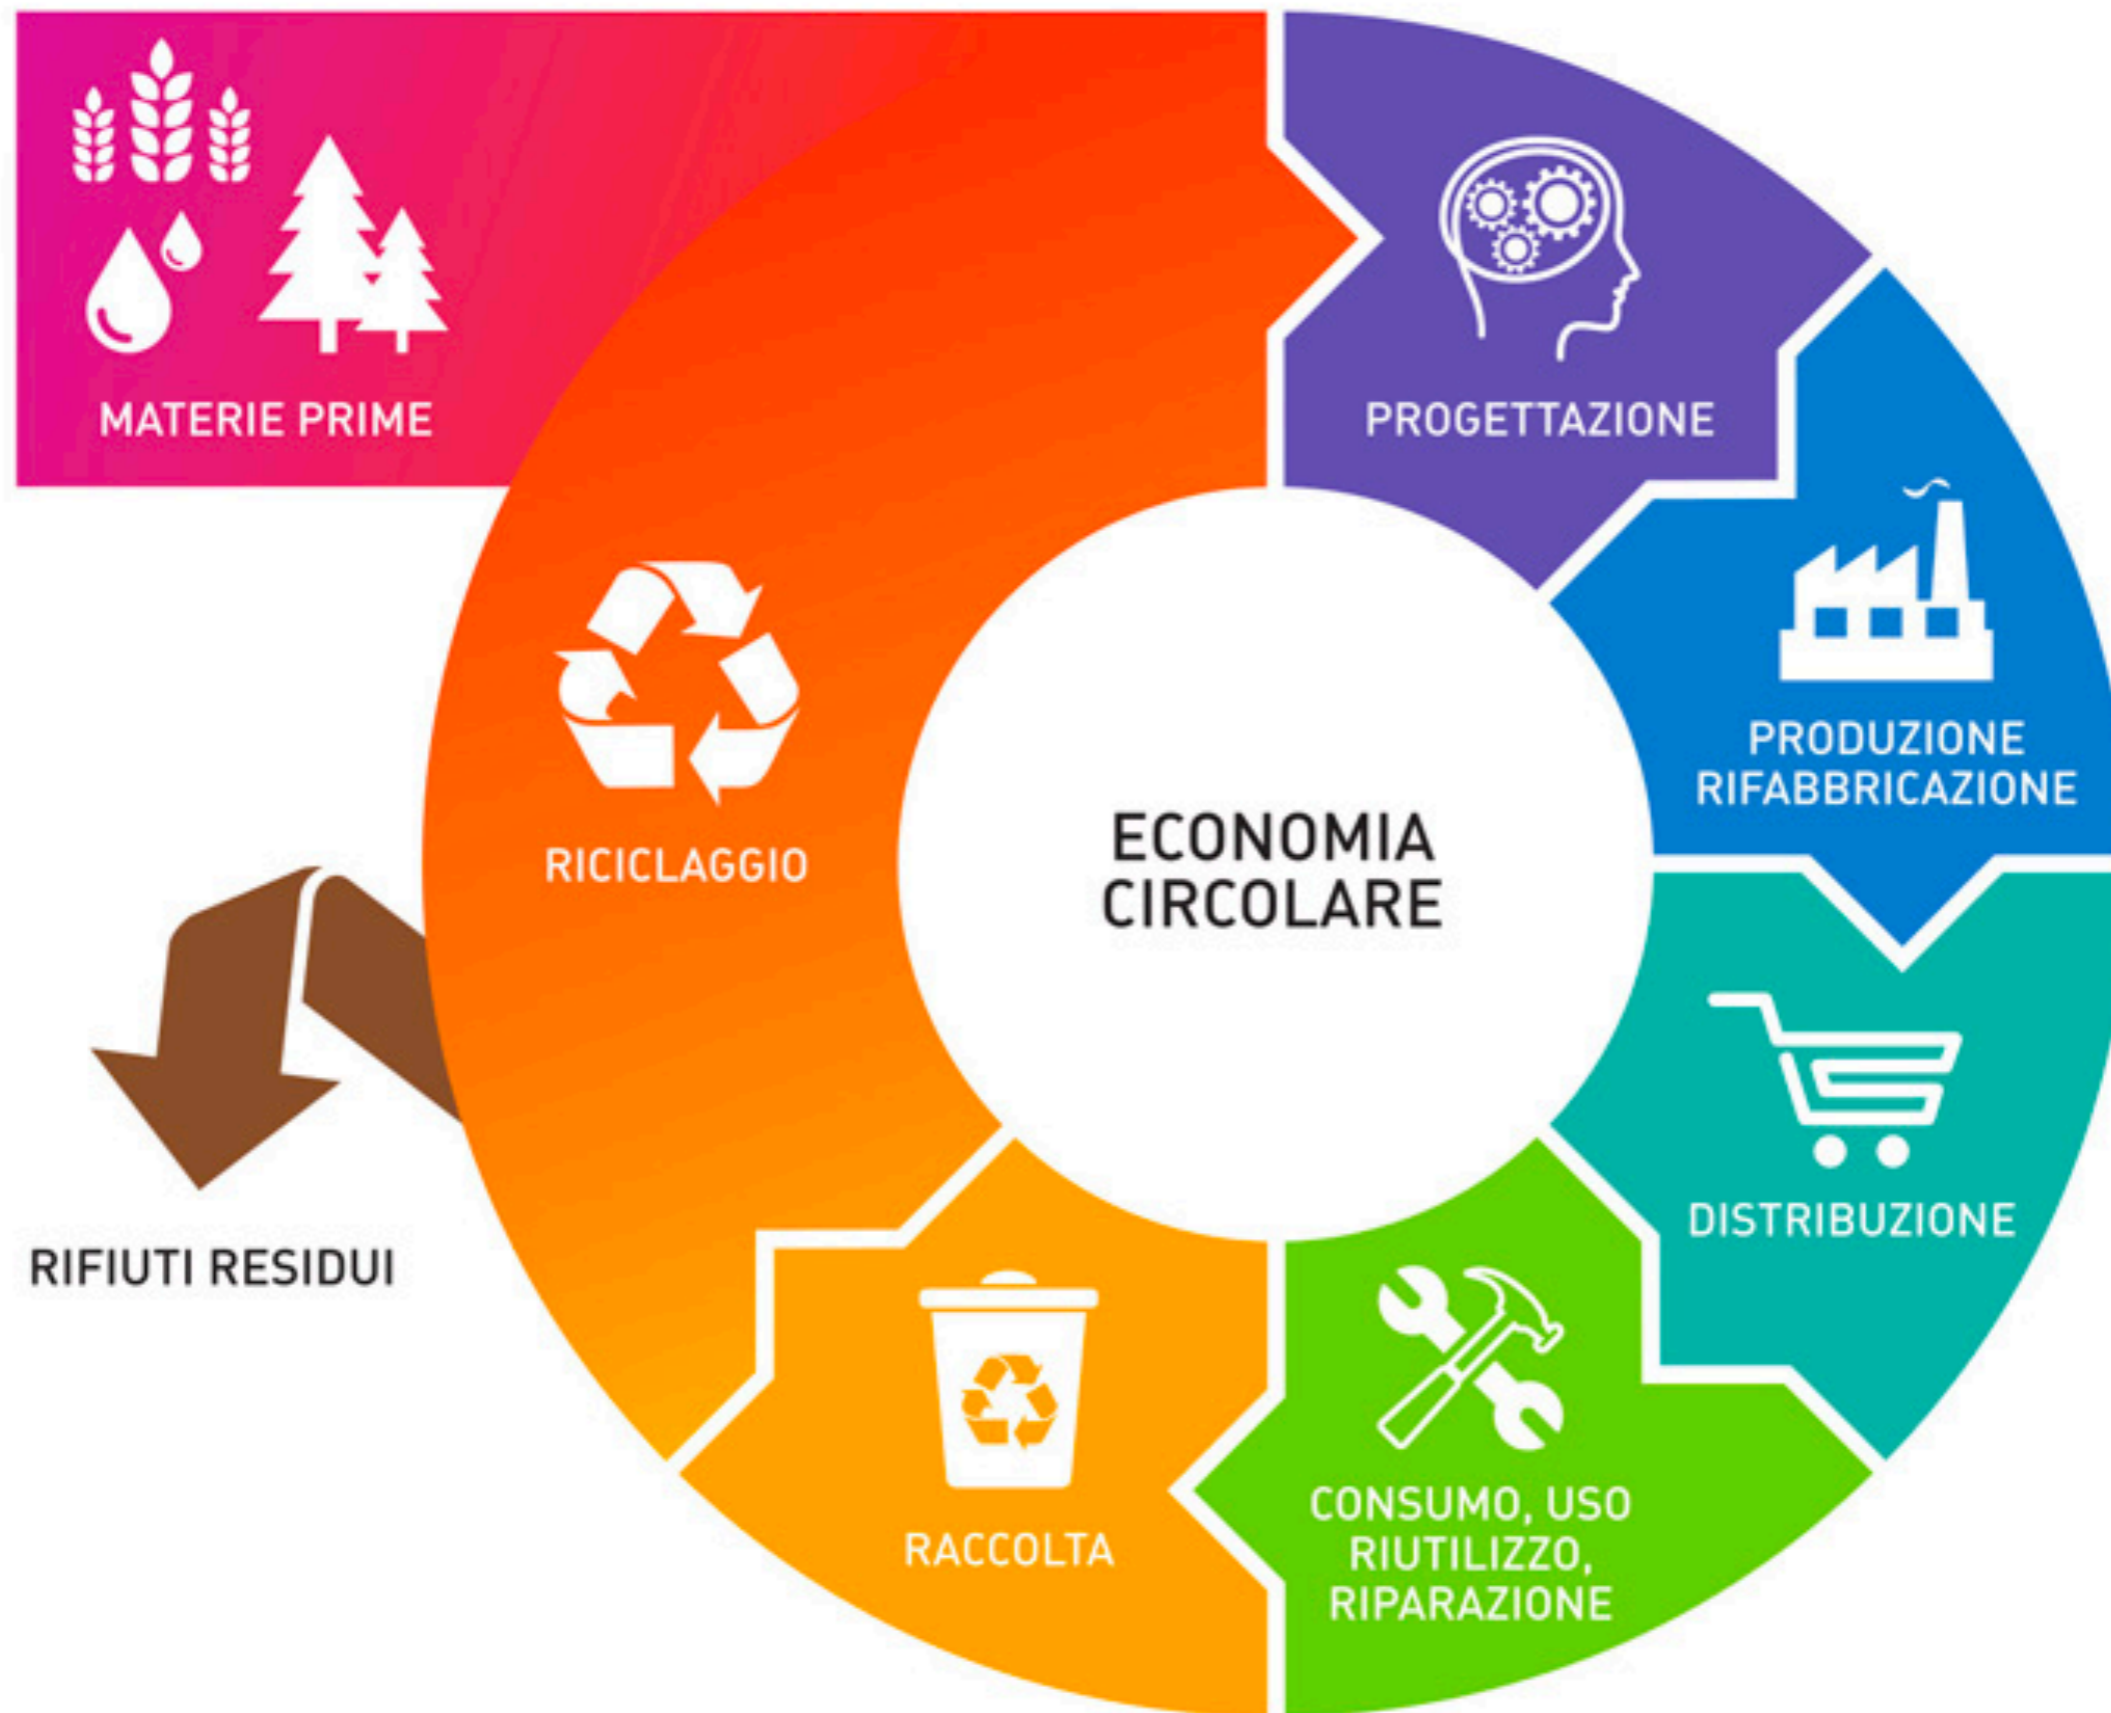 MATERIE PRIME
PROGETTAZIONE
PRODUZIONE
RIFABBRICAZIONE
RICICLAGGIO
ECONOMIA
CIRCOLARE
DISTRIBUZIONE
RIFIUTI RESIDUI
CONSUMO, USO
RIUTILIZZO,
RIPARAZIONE
RACCOLTA